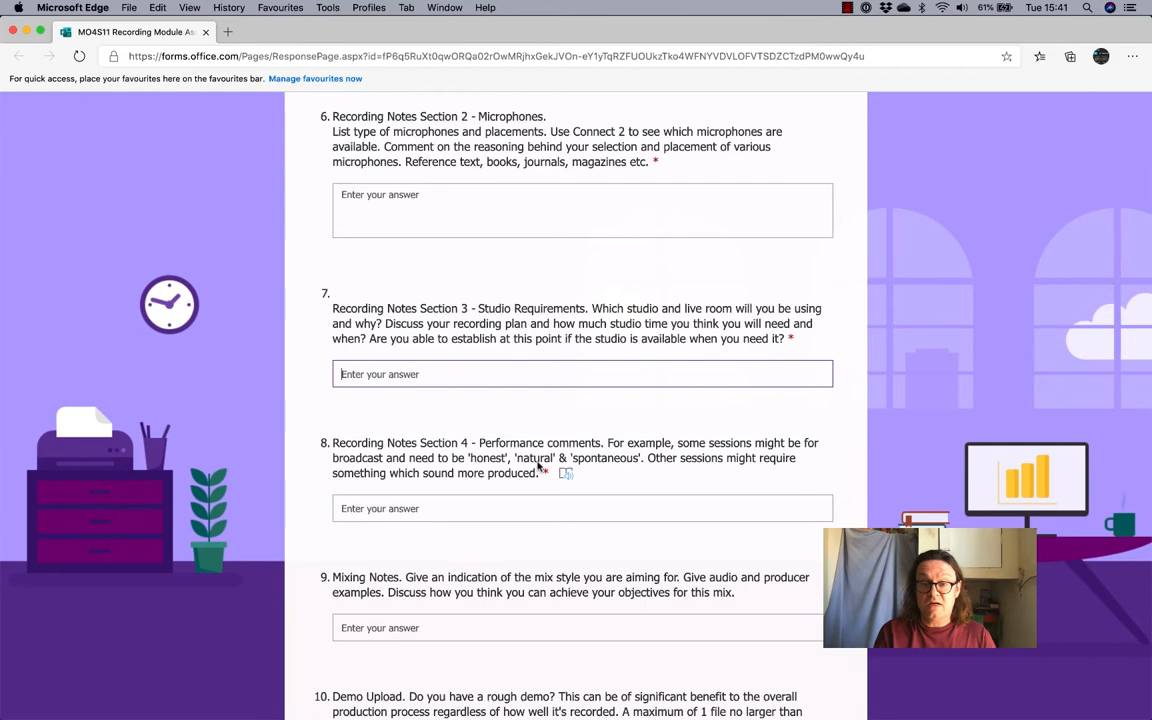 Microsoft Edge File Edit View History Favourites Tools Profiles Tab Window Help 61% Tue 15:41
MO4S11 Recording Module As
https://forms.office.com/Pages/ResponsePage.aspx?id=fP6q5RuXt0qwORQa02rOwMRjhxGekJVOn-eY1yTqRZFUOUkzTko4WFNYVDVLOFVTSDZCTzdPM0wwQy4u
For quick access, place your favourites here on the favourites bar. Manage favourites now
6. Recording Notes Section 2 - Microphones.
List type of microphones and placements. Use Connect 2 to see which microphones are
available. Comment on the reasoning behind your selection and placement of various
microphones. Reference text, books, journals, magazines etc. *
Enter your answer
7.
Recording Notes Section 3 - Studio Requirements. Which studio and live room will you be using
and why? Discuss your recording plan and how much studio time you think you will need and
when? Are you able to establish at this point if the studio is available when you need it? *
Enter your answer
8. Recording Notes Section 4 - Performance comments. For example, some sessions might be for
broadcast and need to be 'honest', 'natural' & 'spontaneous'. Other sessions might require
something which sound more produced. *
Enter your answer
9. Mixing Notes. Give an indication of the mix style you are aiming for. Give audio and producer
examples. Discuss how you think you can achieve your objectives for this mix.
Enter your answer
10. Demo Upload. Do you have a rough demo? This can be of significant benefit to the overall
production process regardless of how well it's recorded. A maximum of 1 file no larger than